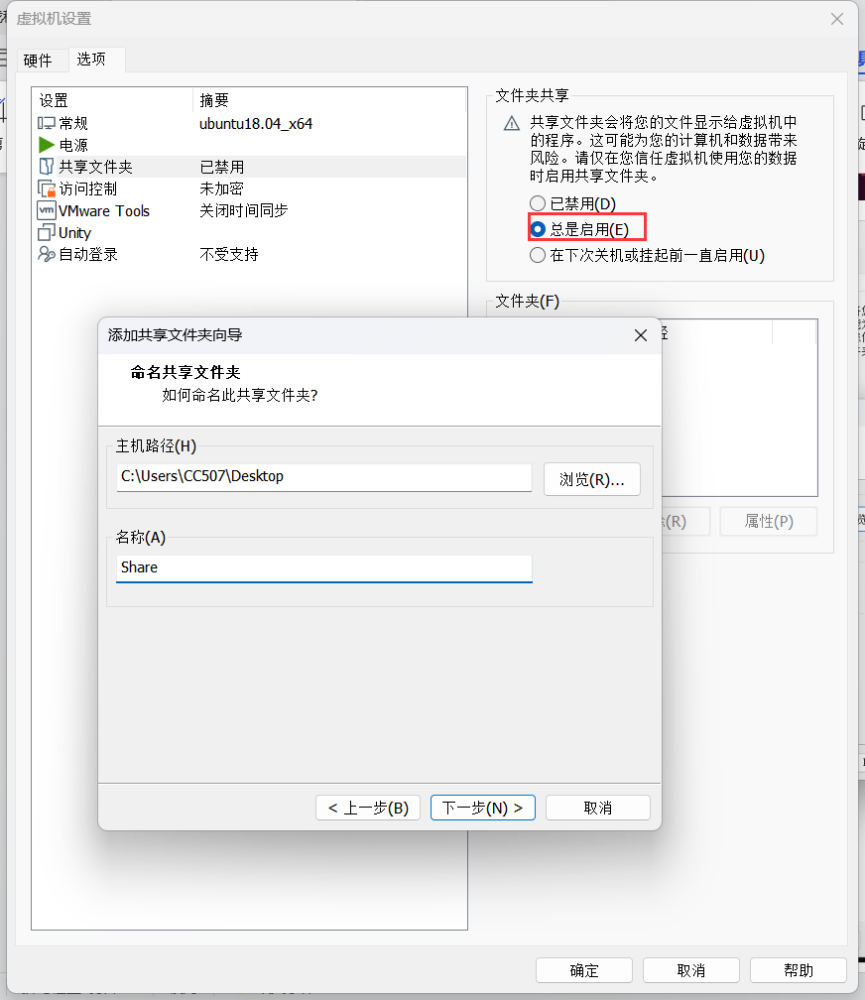 虚拟机设置
硬件 选项
设置 摘要
常规 ubuntu18.04_x64
电源
共享文件夹 已禁用
访问控制 未加密
vm VMware Tools 关闭时间同步
Unity
自动登录 不受支持
文件夹共享
共享文件夹会将您的文件显示给虚拟机中
的程序。这可能为您的计算机和数据带来
风险。请仅在您信任虚拟机使用您的数据
时启用共享文件夹。
已禁用(D)
总是启用(E)
在下次关机或挂起前一直启用(U)
文件夹(F)
(R) 属性(P)
添加共享文件夹向导
命名共享文件夹
如何命名此共享文件夹?
主机路径(H)
C:\Users\CC507\Desktop 浏览(R)...
名称(A)
Share
< 上一步(B) 下一步(N) > 取消
确定 取消 帮助